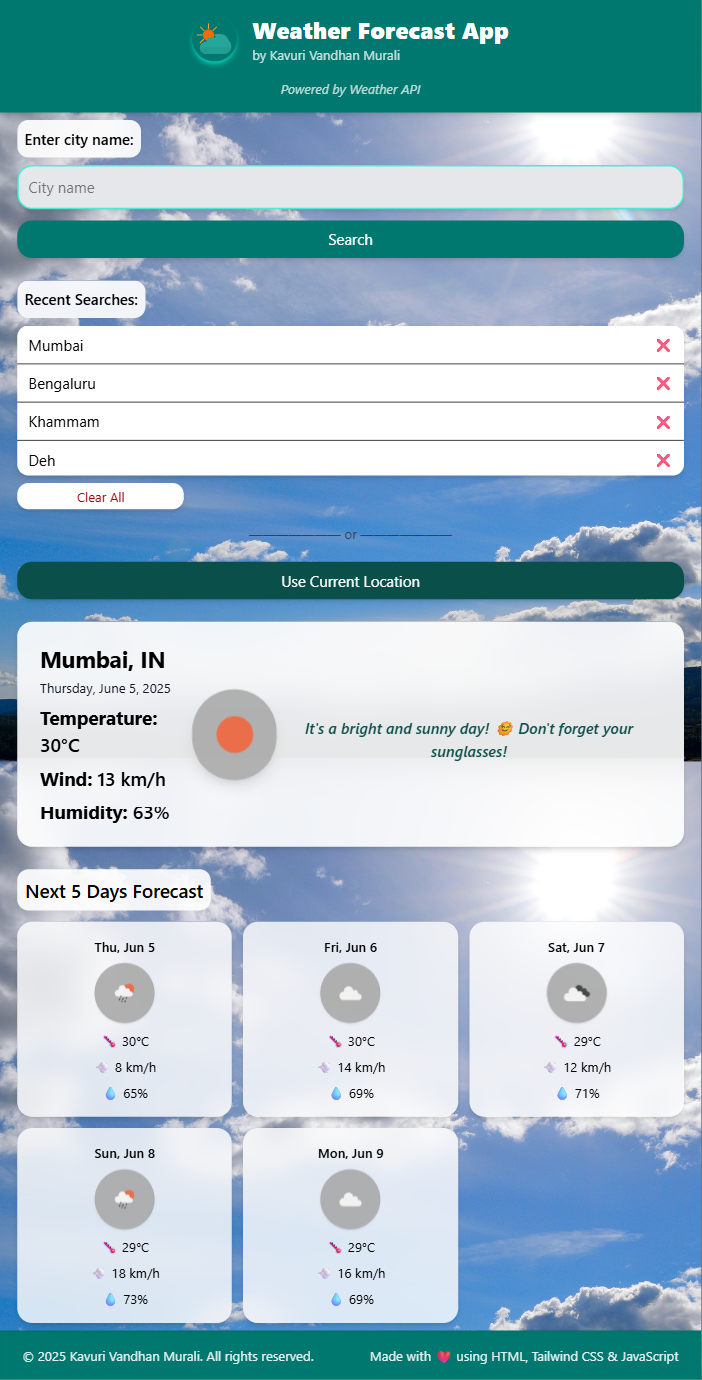 Weather Forecast App
by Kavuri Vandhan Murali
Powered by Weather API
Enter city name:
City name
Search
Recent Searches:
Mumbai
Bengaluru
Khammam
Deh
Clear All
or
Use Current Location
Mumbai, IN
Thursday, June 5, 2025
Temperature:
30°C
Wind: 13 km/h
Humidity: 63%
It's a bright and sunny day! 🌞 Don't forget your
sunglasses!
Next 5 Days Forecast
Thu, Jun 5
30°C
8 km/h
65%
Fri, Jun 6
30°C
14 km/h
69%
Sat, Jun 7
29°C
12 km/h
71%
Sun, Jun 8
29°C
18 km/h
73%
Mon, Jun 9
29°C
16 km/h
69%
© 2025 Kavuri Vandhan Murali. All rights reserved.
Made with 💗 using HTML, Tailwind CSS & JavaScript